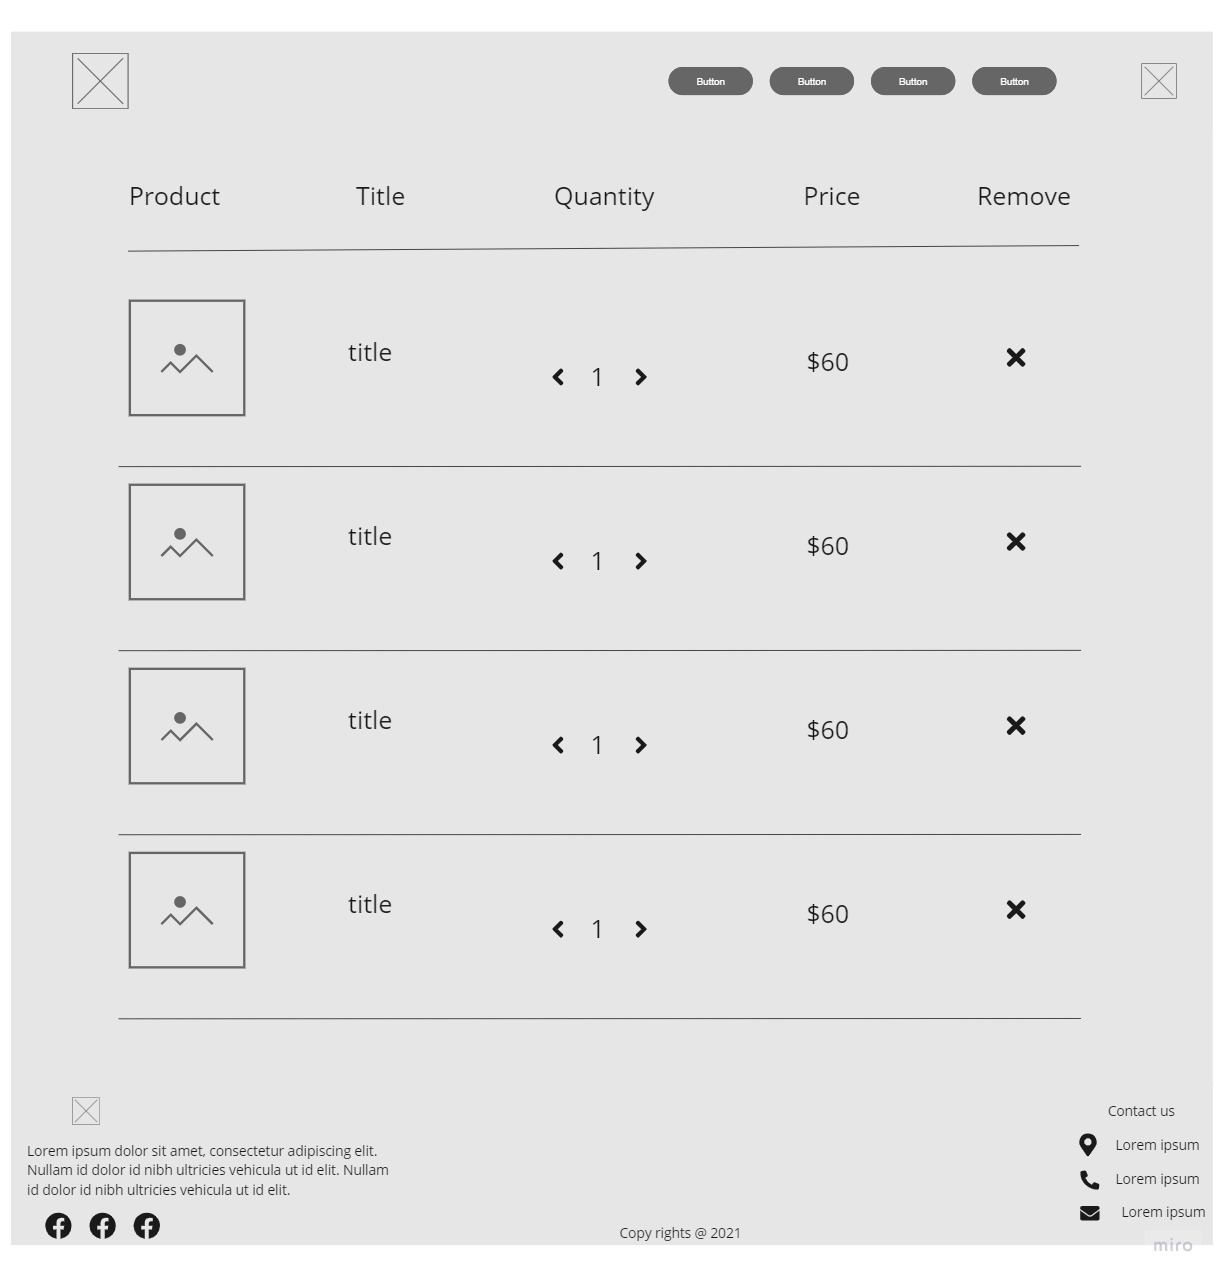 Button Button Button Button
Product Title Quantity Price Remove
title
1
$60
title
1
$60
title
1
$60
title
1
$60
Lorem ipsum dolor sit amet, consectetur adipiscing elit.
Nullam id dolor id nibh ultricies vehicula ut id elit. Nullam
id dolor id nibh ultricies vehicula ut id elit.
Contact us
Lorem ipsum
Lorem ipsum
Lorem ipsum
Copy rights @ 2021
miro